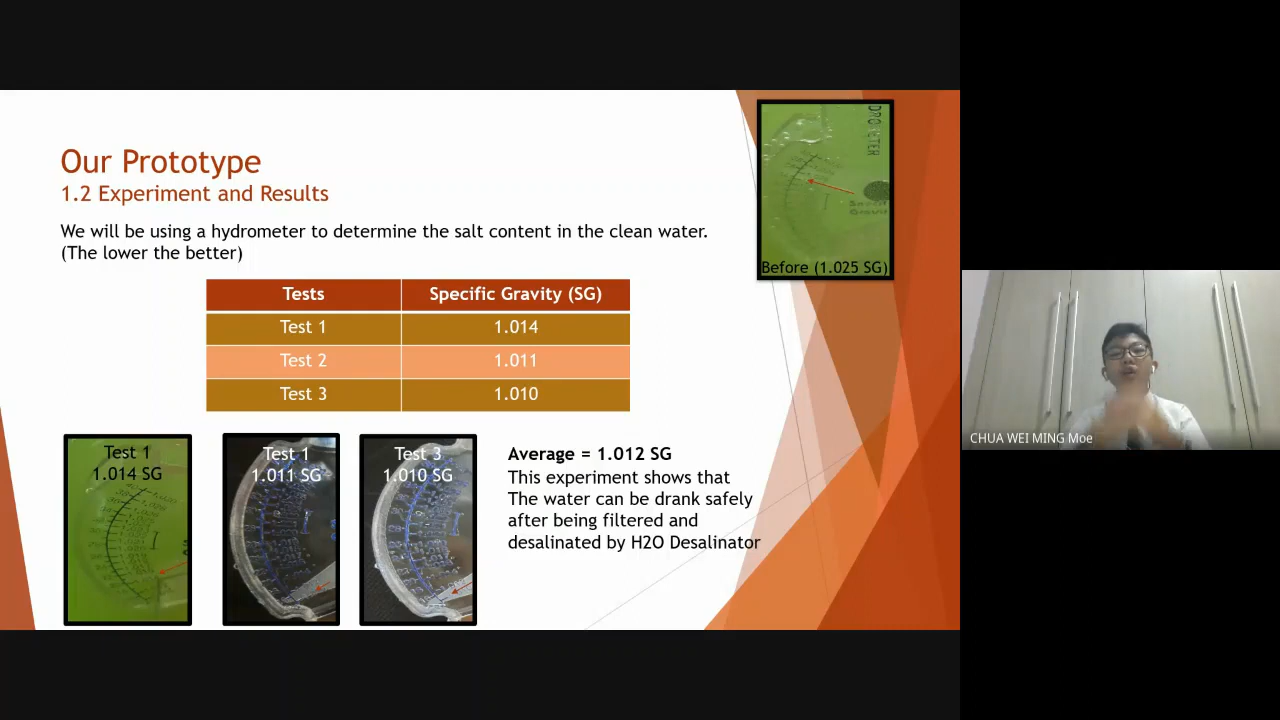 Our Prototype
1.2 Experiment and Results
We will be using a hydrometer to determine the salt content in the clean water.
(The lower the better)
Tests Specific Gravity (SG)
Test 1 1.014
Test 2 1.011
Test 3 1.010
Before (1.025 SG)
Test 1
1.014 SG
Test 1
1.011 SG
Test 3
1.010 SG
Average = 1.012 SG
This experiment shows that
The water can be drank safely
after being filtered and
desalinated by H2O Desalinator
CHUA WEI MING Moe